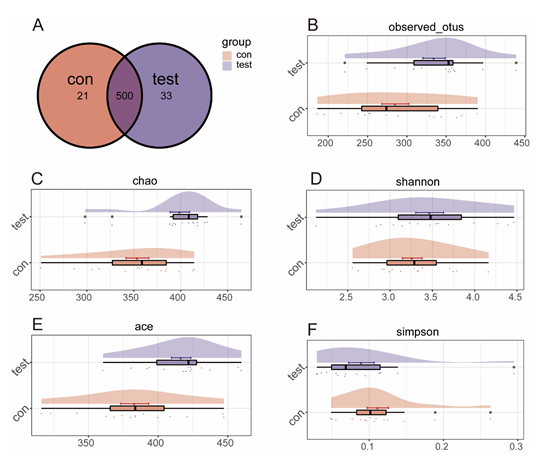 A
con
21
500
test
33
group
con
test
B
observed_otus
test
con
200
250
300
350
400
450
C
chao
test
con
250
300
350
400
450
D
shannon
test
con
2.5
3.0
3.5
4.0
4.5
E
ace
test
con
350
400
450
F
simpson
test
con
0.1
0.2
0.3